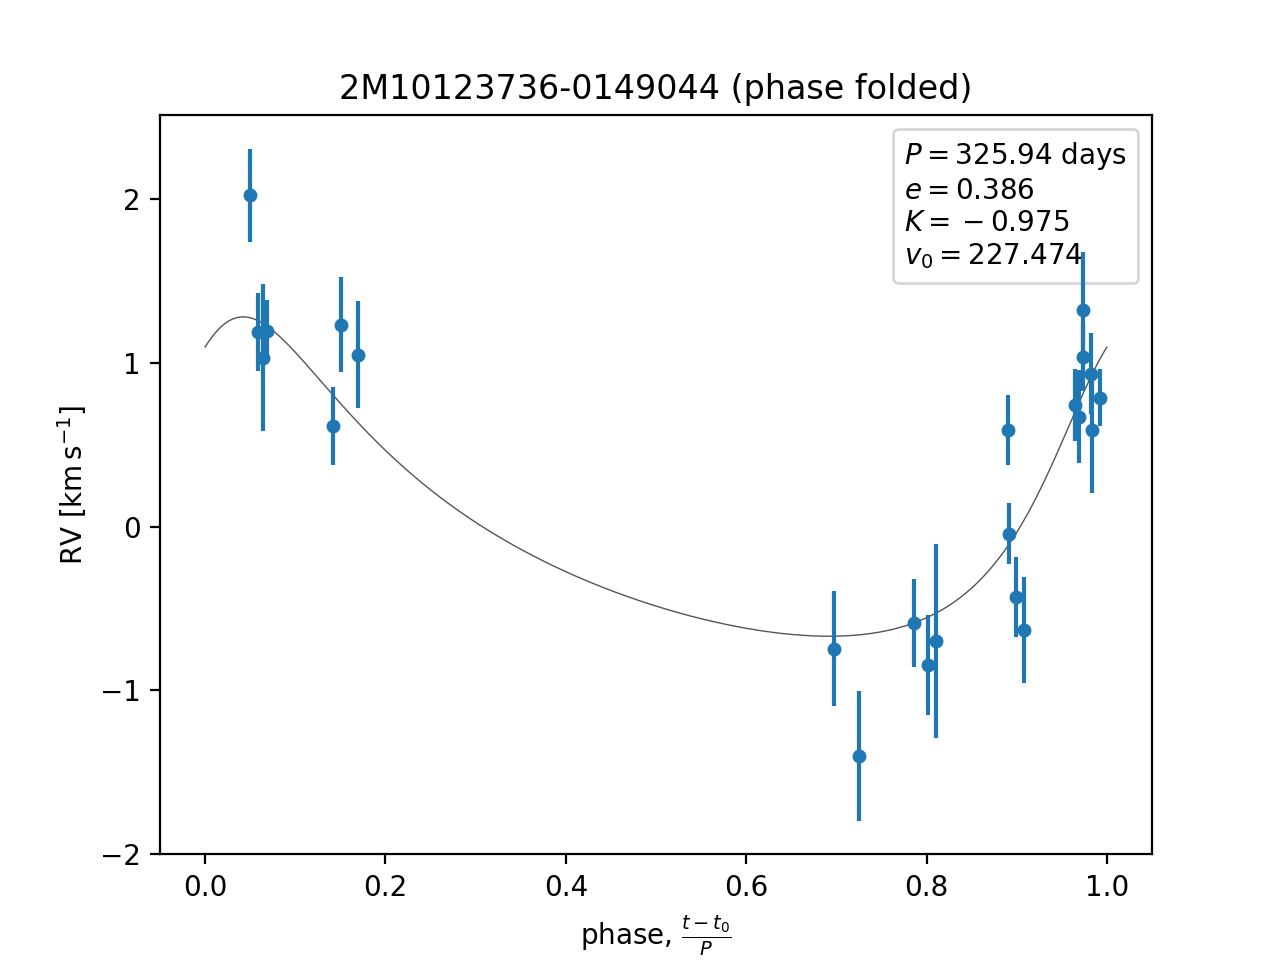 2M10123736-0149044 (phase folded)
P = 325.94 days
e = 0.386
K = −0.975
v₀ = 227.474
RV [km s⁻¹]
2
1
0
−1
−2
0.0 0.2 0.4 0.6 0.8 1.0
phase, (t − t₀)/P